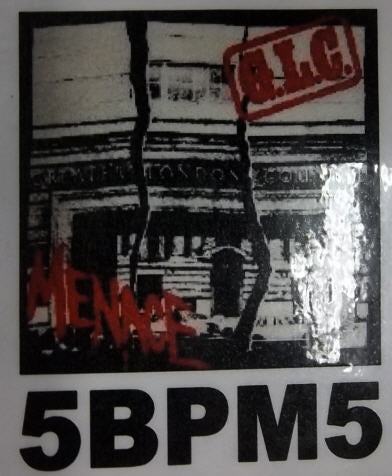 G.L.C.
GREATER LONDON COUNCIL
MENACE
5BPM5